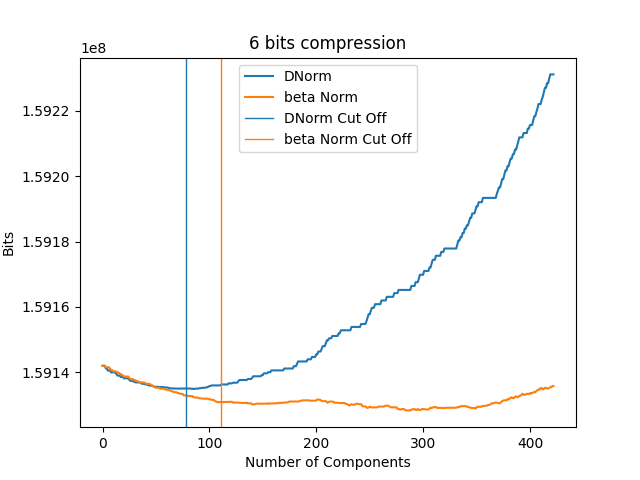 6 bits compression
1e8
DNorm
beta Norm
DNorm Cut Off
beta Norm Cut Off
1.5922
1.5920
1.5918
1.5916
1.5914
Bits
0 100 200 300 400
Number of Components